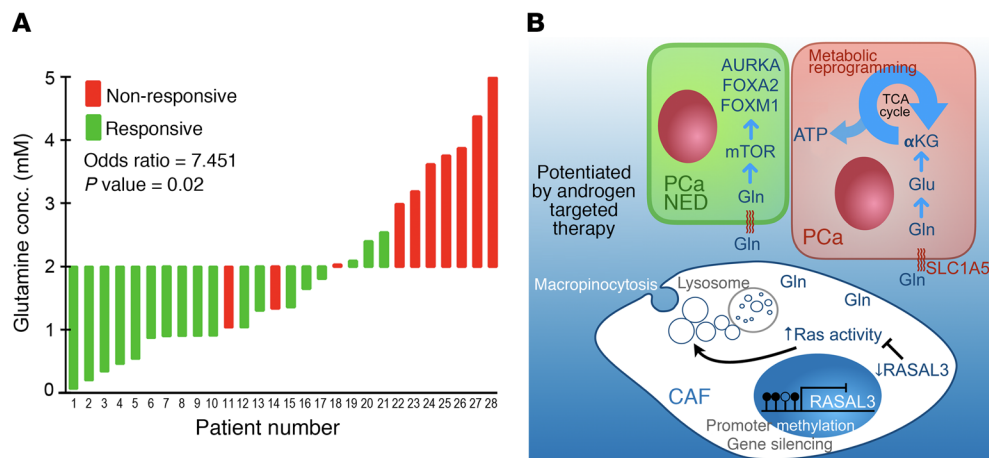 A
5
4
3
2
1
0
Glutamine conc. (mM)
Non-responsive
Responsive
Odds ratio = 7.451
P value = 0.02
1 2 3 4 5 6 7 8 9 10 11 12 13 14 15 16 17 18 19 20 21 22 23 24 25 26 27 28
Patient number
B
Potentiated
by androgen
targeted
therapy
AURKA
FOXA2
FOXM1
mTOR
PCa
NED
Gln
Gln
Metabolic
reprogramming
TCA
cycle
ATP
αKG
Glu
Gln
PCa
SLC1A5
Gln
Macropinocytosis
Lysosome
Gln
Gln
↑Ras activity
↓RASAL3
CAF
RASAL3
Promoter methylation
Gene silencing